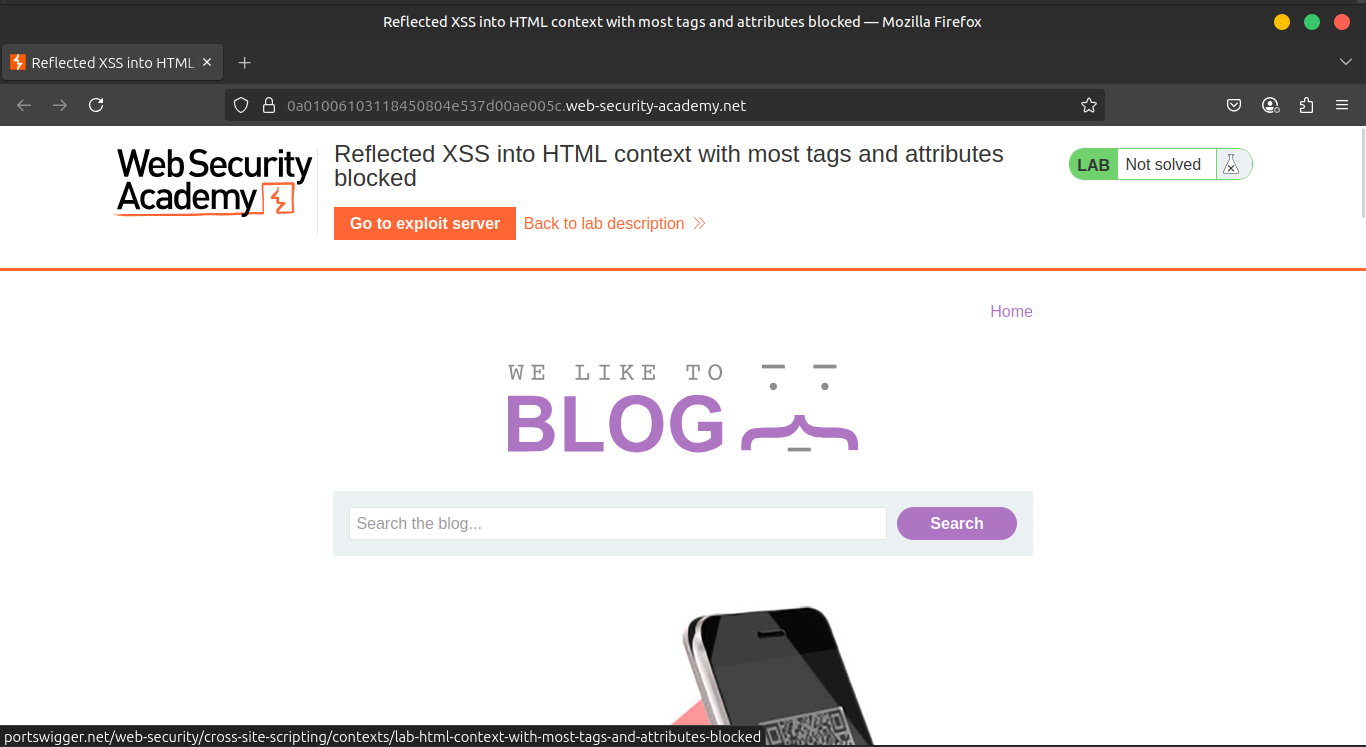 Reflected XSS into HTML context with most tags and attributes blocked — Mozilla Firefox
Reflected XSS into HTML
0a01006103118450804e537d00ae005c.web-security-academy.net
Web Security
Academy
Reflected XSS into HTML context with most tags and attributes
blocked
LAB Not solved
Go to exploit server Back to lab description
Home
WE LIKE TO
BLOG
Search the blog...
Search
portswigger.net/web-security/cross-site-scripting/contexts/lab-html-context-with-most-tags-and-attributes-blocked